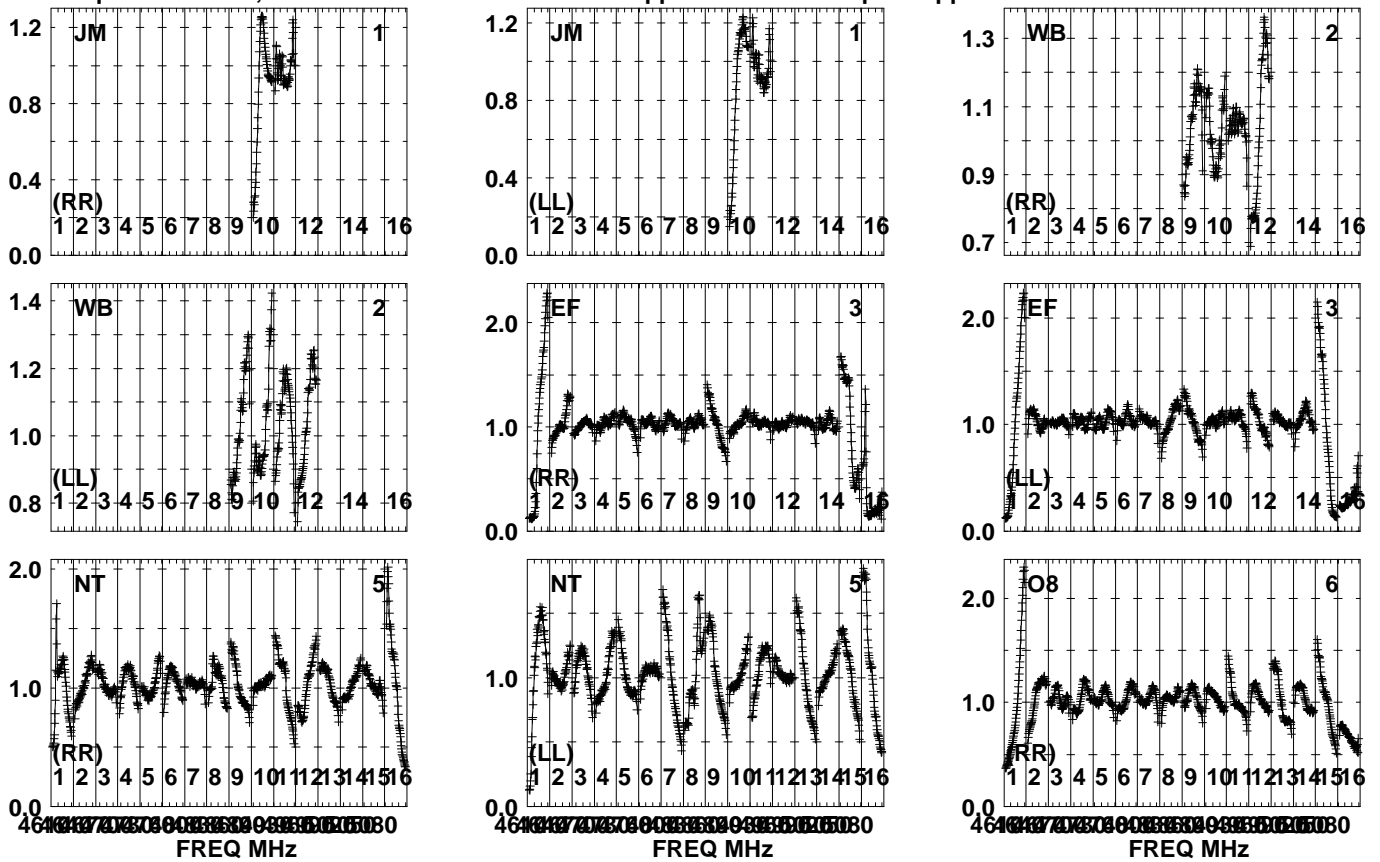 JM 1
1.2
0.8
0.4
0.0
(RR)
1 2 3 4 5 6 7 8 9 10 12 14 16
JM 1
1.2
0.8
0.4
0.0
(LL)
1 2 3 4 5 6 7 8 9 10 12 14 16
WB 2
1.3
1.1
0.9
0.7
(RR)
1 2 3 4 5 6 7 8 9 10 12 14 16
WB 2
1.4
1.2
1.0
0.8
(LL)
1 2 3 4 5 6 7 8 9 10 12 14 16
EF 3
2.0
1.0
0.0
(RR)
1 2 3 4 5 6 7 8 9 10 12 14 16
EF 3
2.0
1.0
0.0
(LL)
1 2 3 4 5 6 7 8 9 10 12 14 16
NT 5
2.0
1.0
0.0
(RR)
1 2 3 4 5 6 7 8 9 10 11 12 13 14 15 16
FREQ MHz
NT 5
1.0
0.0
(LL)
1 2 3 4 5 6 7 8 9 10 11 12 13 14 15 16
FREQ MHz
O8 6
2.0
1.0
0.0
(RR)
1 2 3 4 5 6 7 8 9 10 11 12 13 14 15 16
FREQ MHz